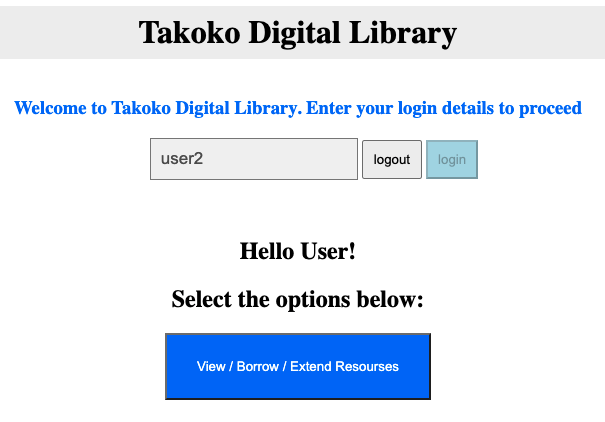 Takoko Digital Library
Welcome to Takoko Digital Library. Enter your login details to proceed
user2 logout login
Hello User!
Select the options below:
View / Borrow / Extend Resourses